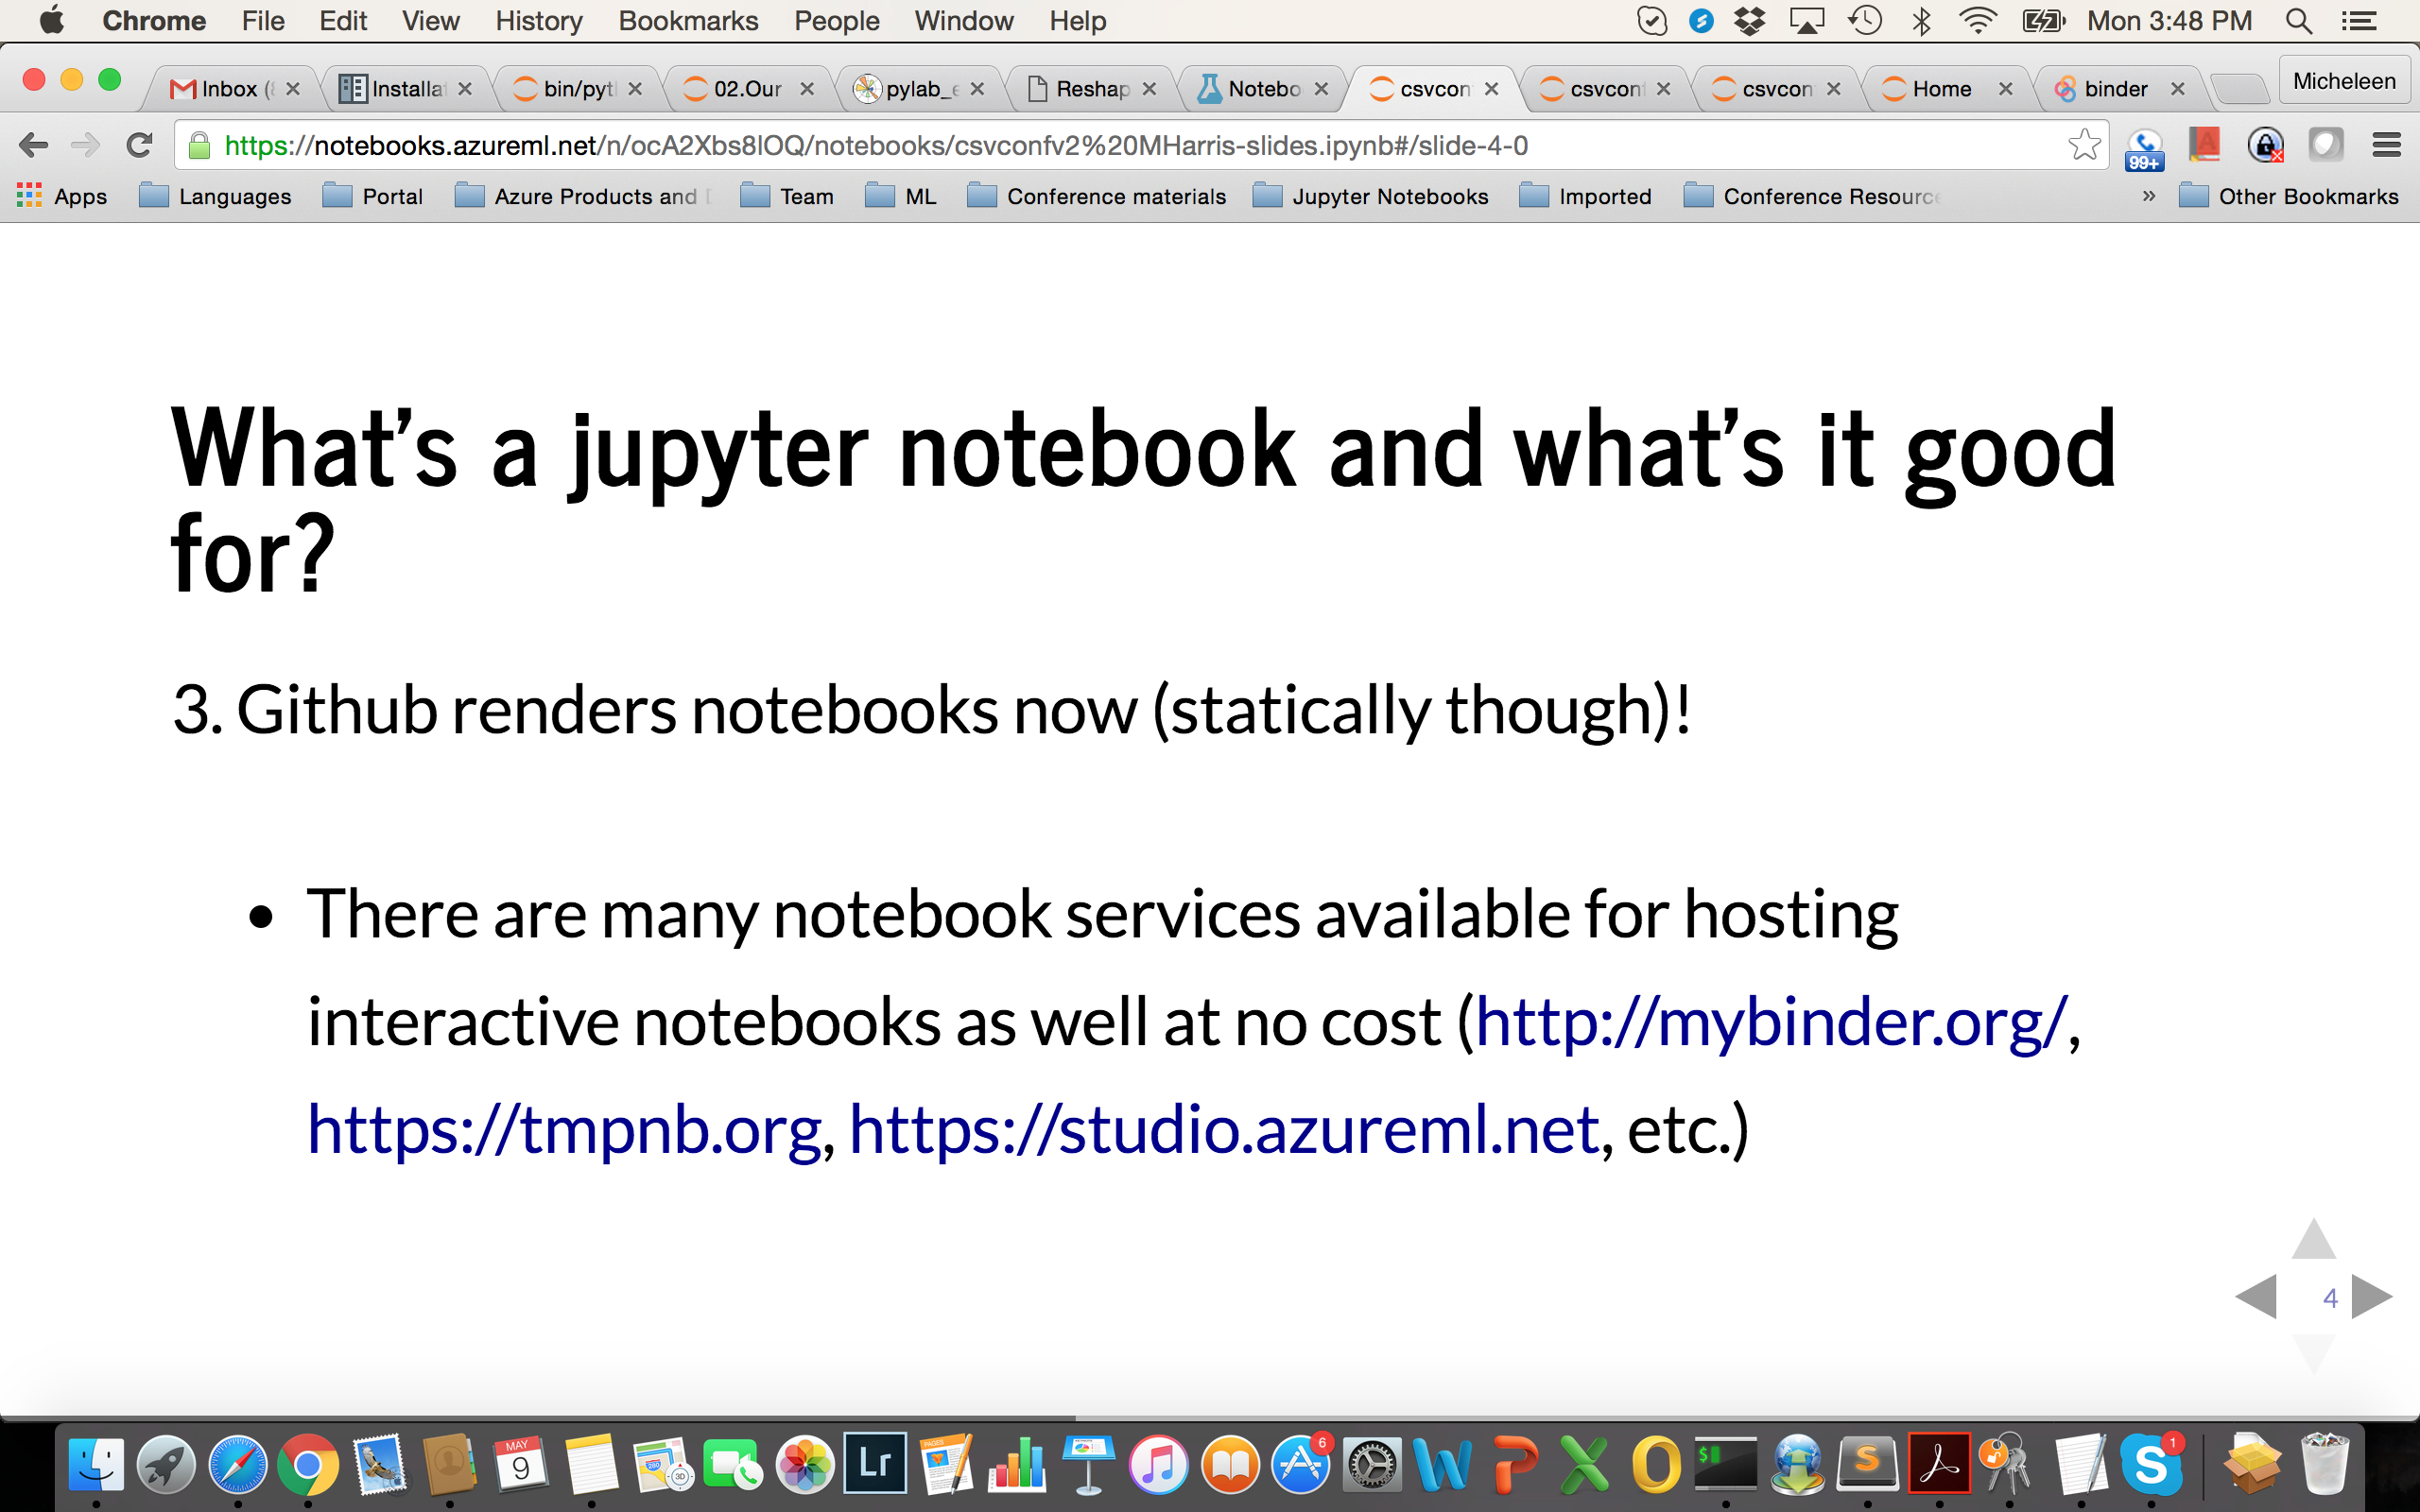 Chrome File Edit View History Bookmarks People Window Help Mon 3:48 PM
Inbox ( Installa bin/pyt 02.Our pylab_e Reshap Notebo csvcon csvcon csvcon Home binder Micheleen
https://notebooks.azureml.net/n/ocA2Xbs8lOQ/notebooks/csvconfv2%20MHarris-slides.ipynb#/slide-4-0
99+
Apps Languages Portal Azure Products and Team ML Conference materials Jupyter Notebooks Imported Conference Resourc » Other Bookmarks
What's a jupyter notebook and what's it good
for?
3. Github renders notebooks now (statically though)!
• There are many notebook services available for hosting
interactive notebooks as well at no cost (http://mybinder.org/,
https://tmpnb.org, https://studio.azureml.net, etc.)
4
MAY
9
PAGES
3D
Lr
6
1